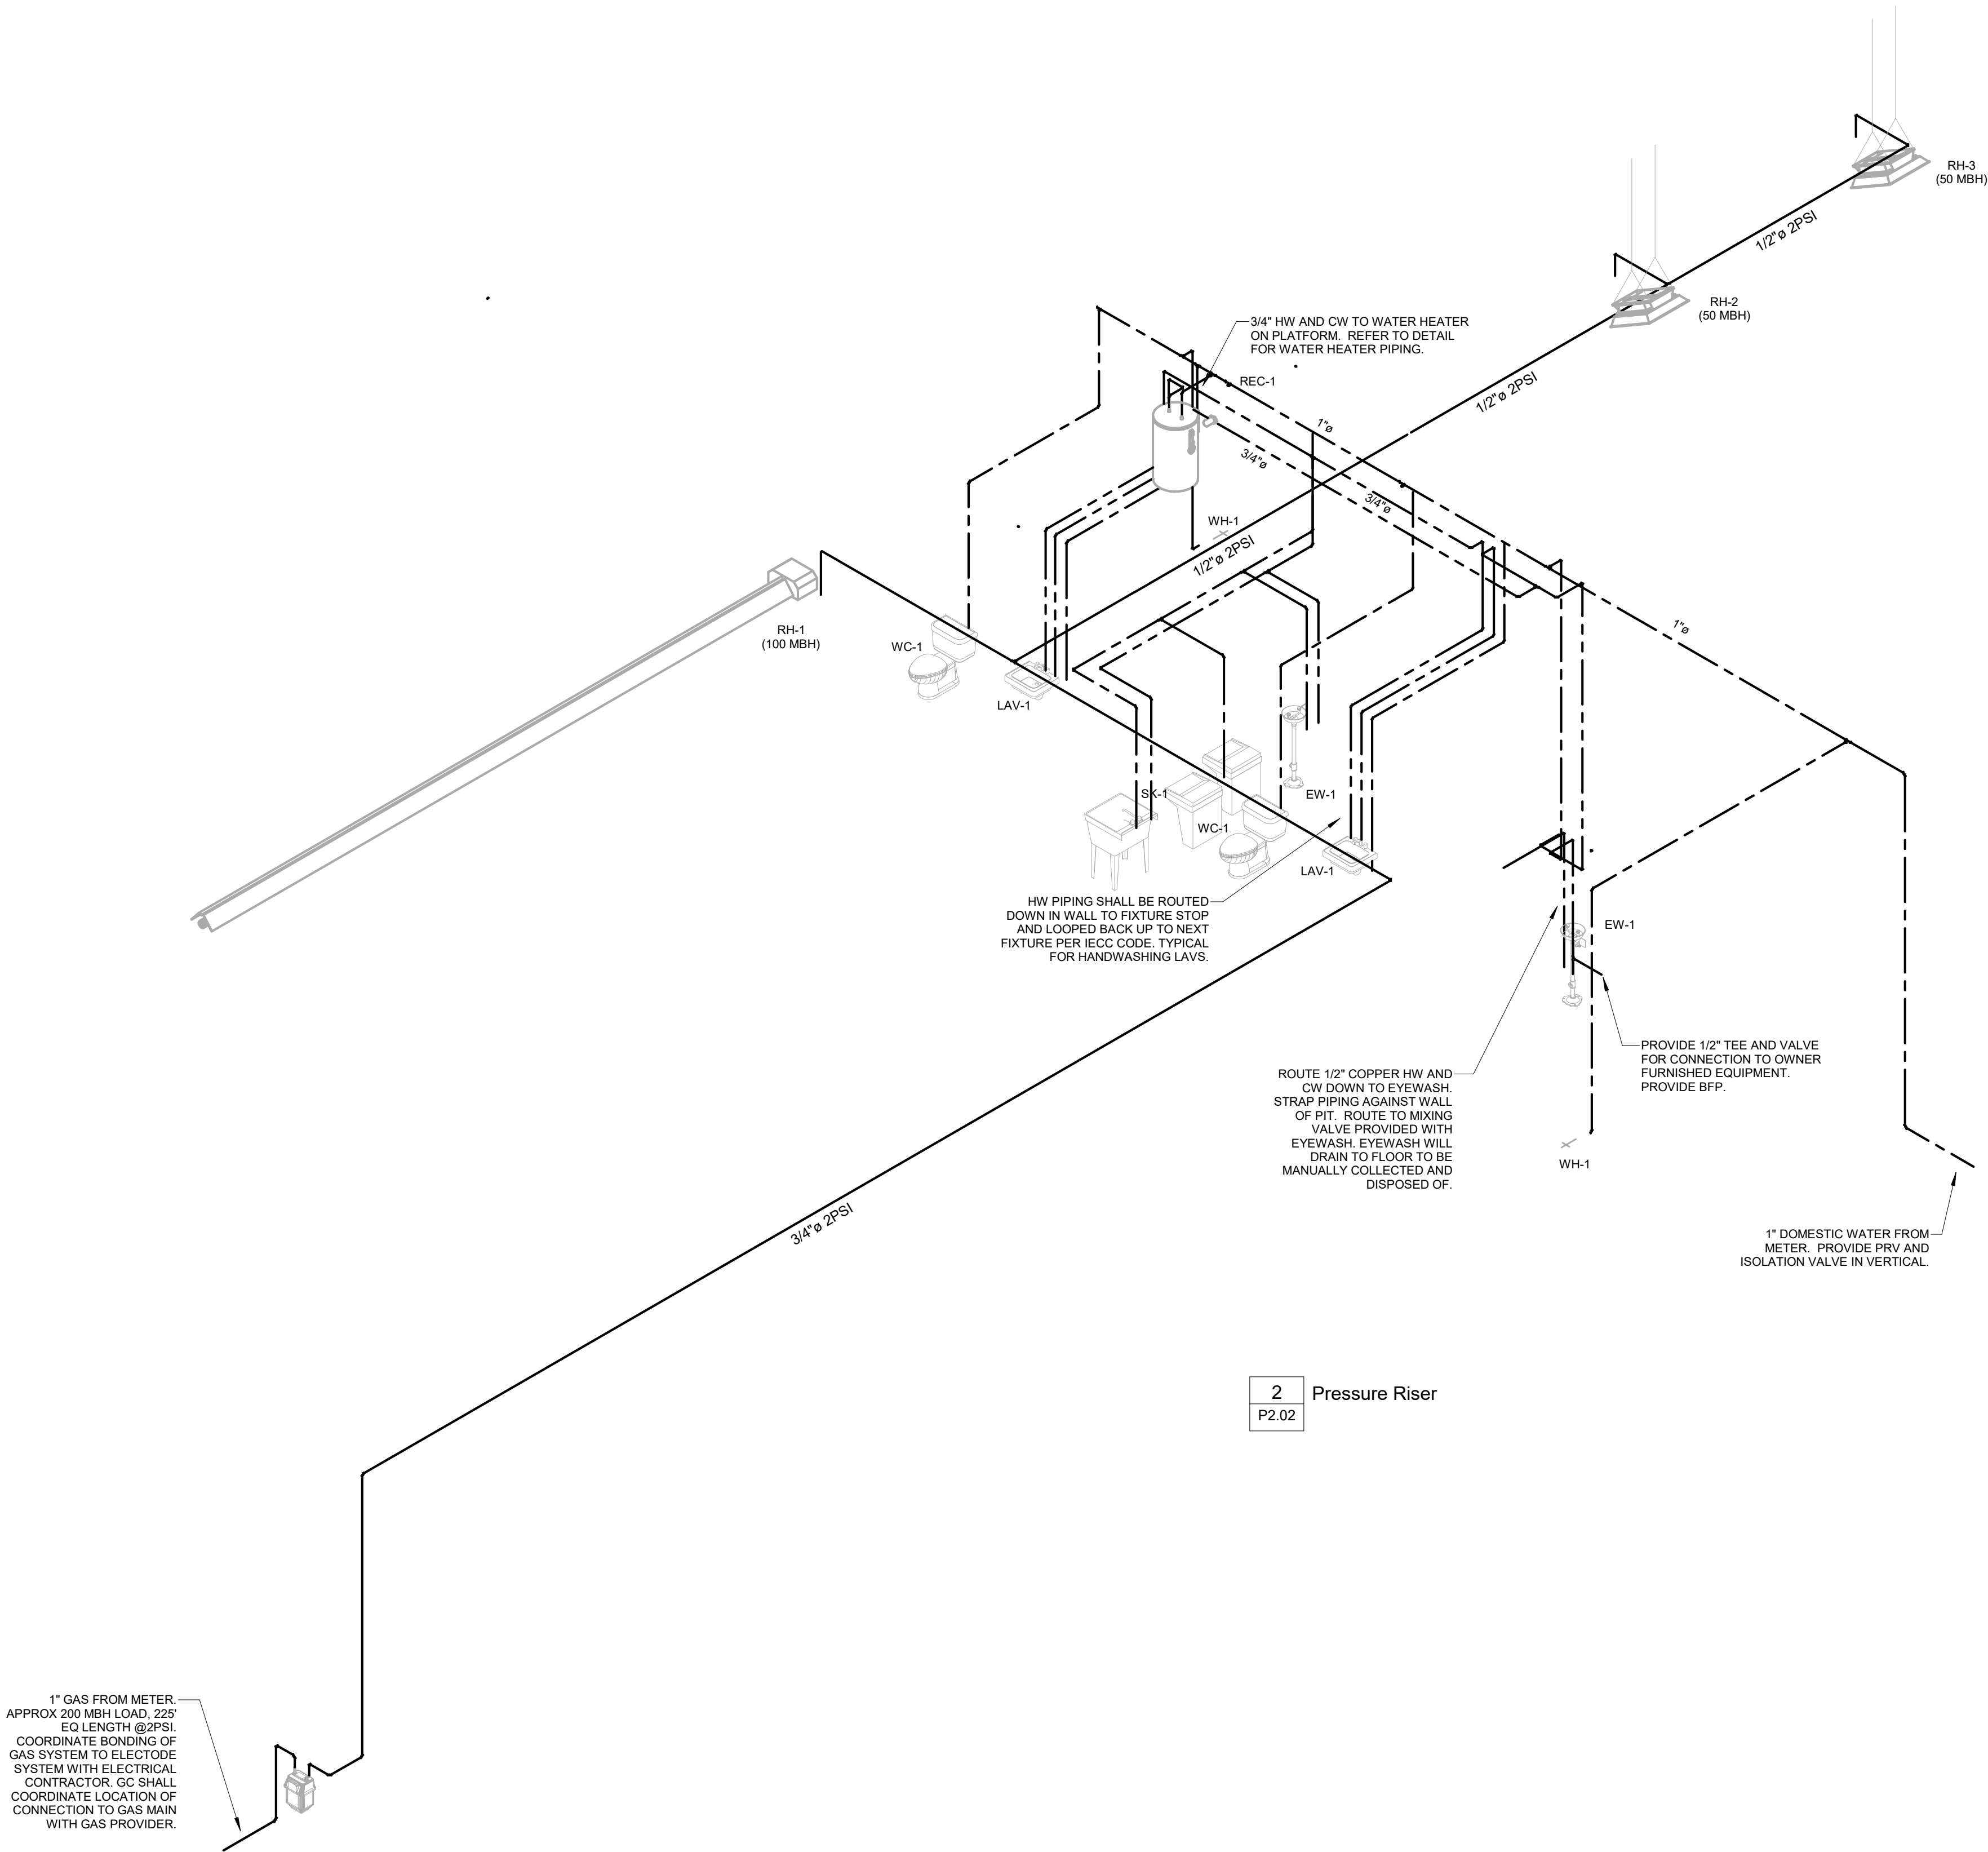 RH-3
(50 MBH)
1/2"ø 2PSI
RH-2
(50 MBH)
3/4" HW AND CW TO WATER HEATER
ON PLATFORM.  REFER TO DETAIL
FOR WATER HEATER PIPING.
REC-1
1/2"ø 2PSI
1"ø
3/4"ø
3/4"ø
WH-1
1/2"ø 2PSI
RH-1
(100 MBH)
WC-1
1"ø
LAV-1
SK-1
EW-1
WC-1
LAV-1
HW PIPING SHALL BE ROUTED
DOWN IN WALL TO FIXTURE STOP
AND LOOPED BACK UP TO NEXT
FIXTURE PER IECC CODE. TYPICAL
FOR HANDWASHING LAVS.
EW-1
PROVIDE 1/2" TEE AND VALVE
FOR CONNECTION TO OWNER
FURNISHED EQUIPMENT.
PROVIDE BFP.
ROUTE 1/2" COPPER HW AND
CW DOWN TO EYEWASH.
STRAP PIPING AGAINST WALL
OF PIT.  ROUTE TO MIXING
VALVE PROVIDED WITH
EYEWASH. EYEWASH WILL
DRAIN TO FLOOR TO BE
MANUALLY COLLECTED AND
DISPOSED OF.
WH-1
3/4"ø 2PSI
1" DOMESTIC WATER FROM
METER.  PROVIDE PRV AND
ISOLATION VALVE IN VERTICAL.
2
Pressure Riser
P2.02
1" GAS FROM METER.
APPROX 200 MBH LOAD, 225'
EQ LENGTH @2PSI.
COORDINATE BONDING OF
GAS SYSTEM TO ELECTODE
SYSTEM WITH ELECTRICAL
CONTRACTOR. GC SHALL
COORDINATE LOCATION OF
CONNECTION TO GAS MAIN
WITH GAS PROVIDER.